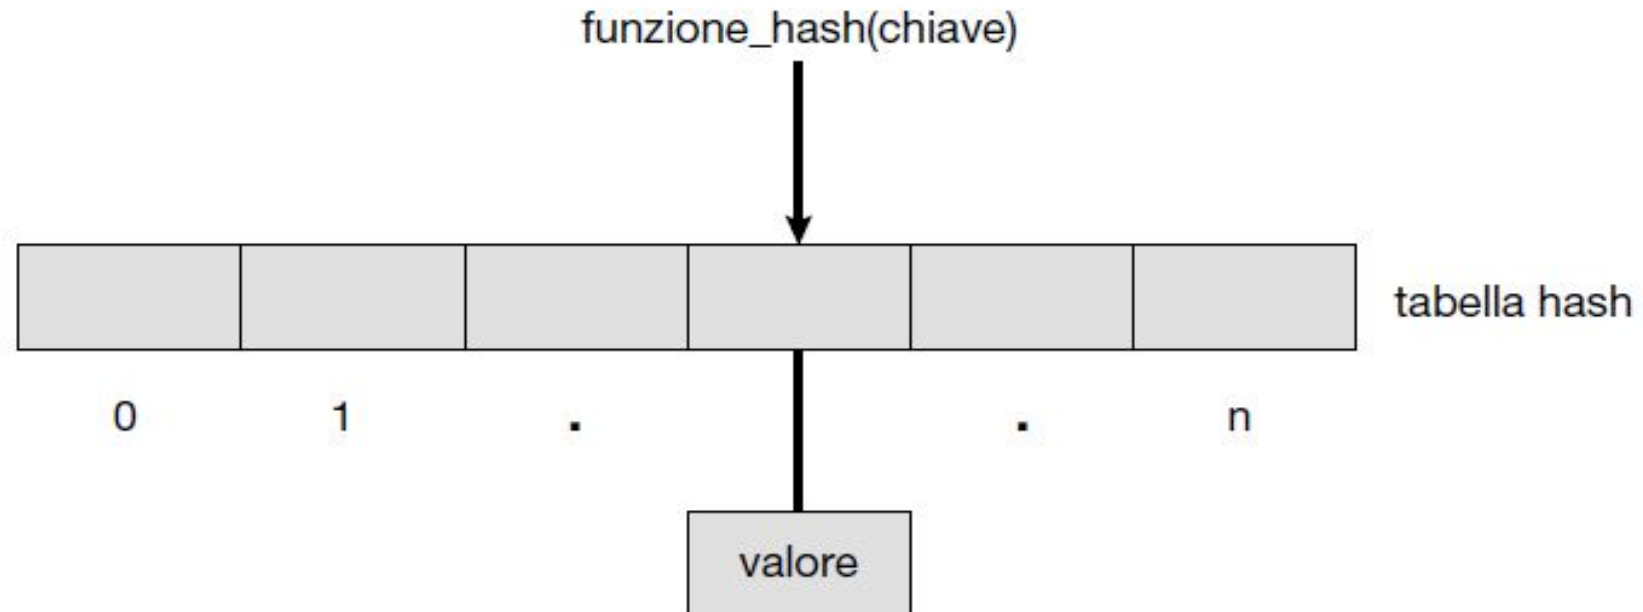 funzione_hash(chiave)
tabella hash
0 1 . . n
valore